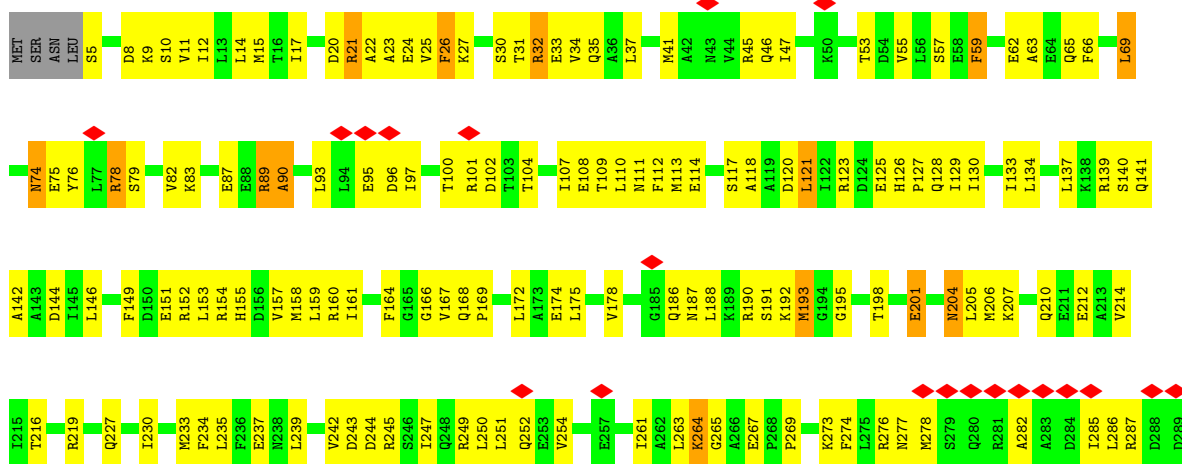 MET SER ASN LEU S5 D8 K9 S10 V11 I12 L13 L14 M15 T16 I17 D20 R21 A22 A23 E24 V25 F26 K27 S30 T31 R32 E33 V34 Q35 A36 L37 M41 A42 N43 V44 R45 Q46 I47 K50 T53 D54 V55 L56 S57 E58 F59 E62 A63 E64 Q65 F66 L69
N74 E75 Y76 L77 R78 S79 V82 K83 E87 E88 R89 A90 L93 L94 E95 D96 I97 T100 R101 D102 T103 T104 I107 E108 T109 L110 N111 F112 M113 E114 S117 A118 A119 D120 L121 I122 R123 D124 E125 H126 P127 Q128 I129 I130 I133 L134 L137 K138 R139 S140 Q141
A142 A143 D144 I145 L146 F149 D150 E151 R152 L153 R154 H155 D156 V157 M158 L159 R160 I161 F164 G165 G166 V167 Q168 P169 L172 A173 E174 L175 V178 G185 Q186 N187 L188 K189 R190 S191 K192 M193 G194 G195 T198 E201 N204 L205 M206 K207 Q210 E211 E212 A213 V214
I215 T216 R219 Q227 I230 M233 F234 L235 F236 E237 N238 L239 V242 D243 D244 R245 S246 I247 Q248 R249 L250 L251 Q252 E253 V254 E257 I261 A262 L263 K264 G265 A266 E267 P268 P269 K273 F274 L275 R276 N277 M278 S279 Q280 R281 A282 A283 D284 I285 L286 R287 D288 D289